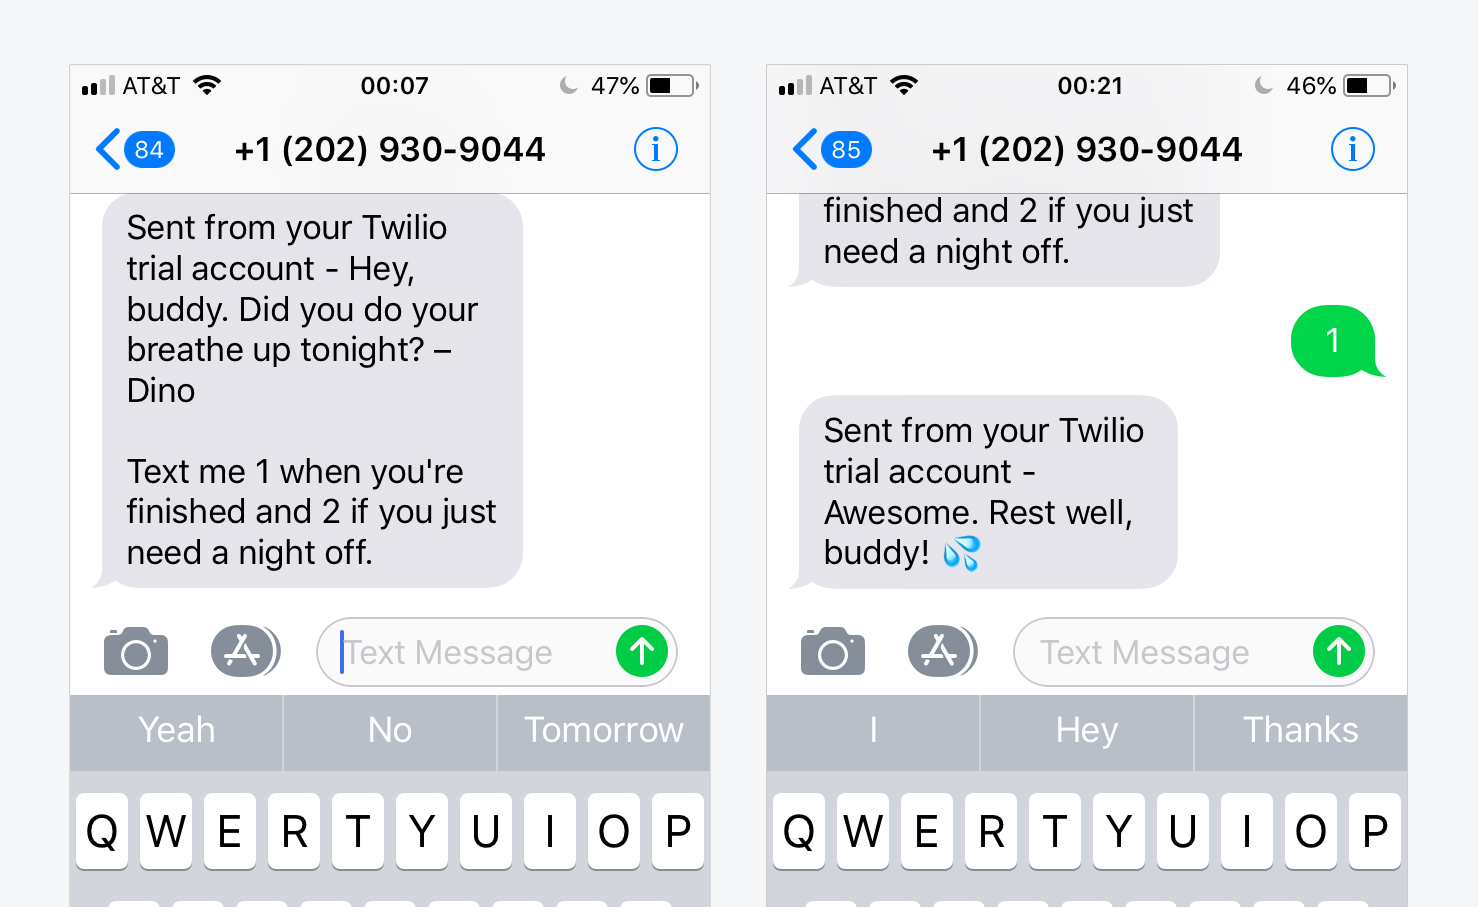 AT&T 00:07 47%
84 +1 (202) 930-9044 i
Sent from your Twilio
trial account - Hey,
buddy. Did you do your
breathe up tonight? –
Dino
Text me 1 when you're
finished and 2 if you just
need a night off.
Text Message
Yeah No Tomorrow
Q W E R T Y U I O P
AT&T 00:21 46%
85 +1 (202) 930-9044 i
finished and 2 if you just
need a night off.
1
Sent from your Twilio
trial account -
Awesome. Rest well,
buddy! 💦
Text Message
I Hey Thanks
Q W E R T Y U I O P